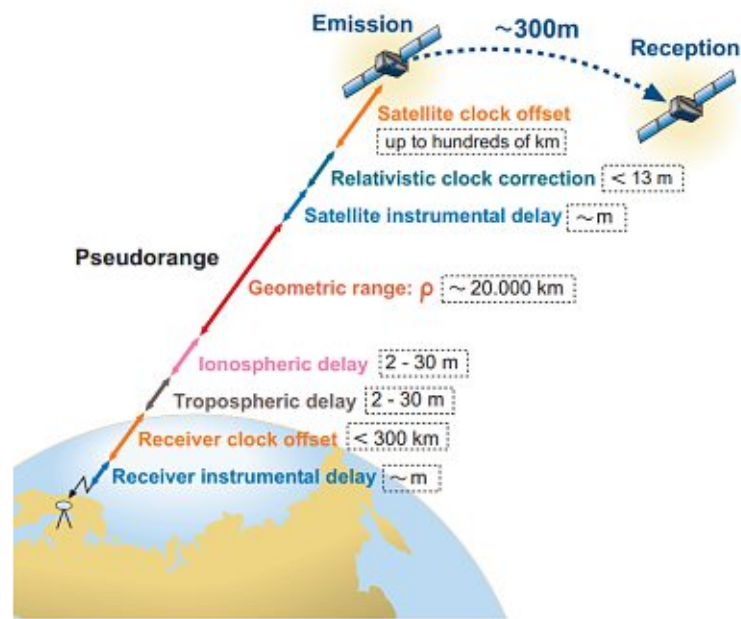 Emission
~300m
Reception
Satellite clock offset
up to hundreds of km
Relativistic clock correction < 13 m
Satellite instrumental delay ~m
Pseudorange
Geometric range: ρ ~ 20.000 km
Ionospheric delay 2 - 30 m
Tropospheric delay 2 - 30 m
Receiver clock offset < 300 km
Receiver instrumental delay ~m